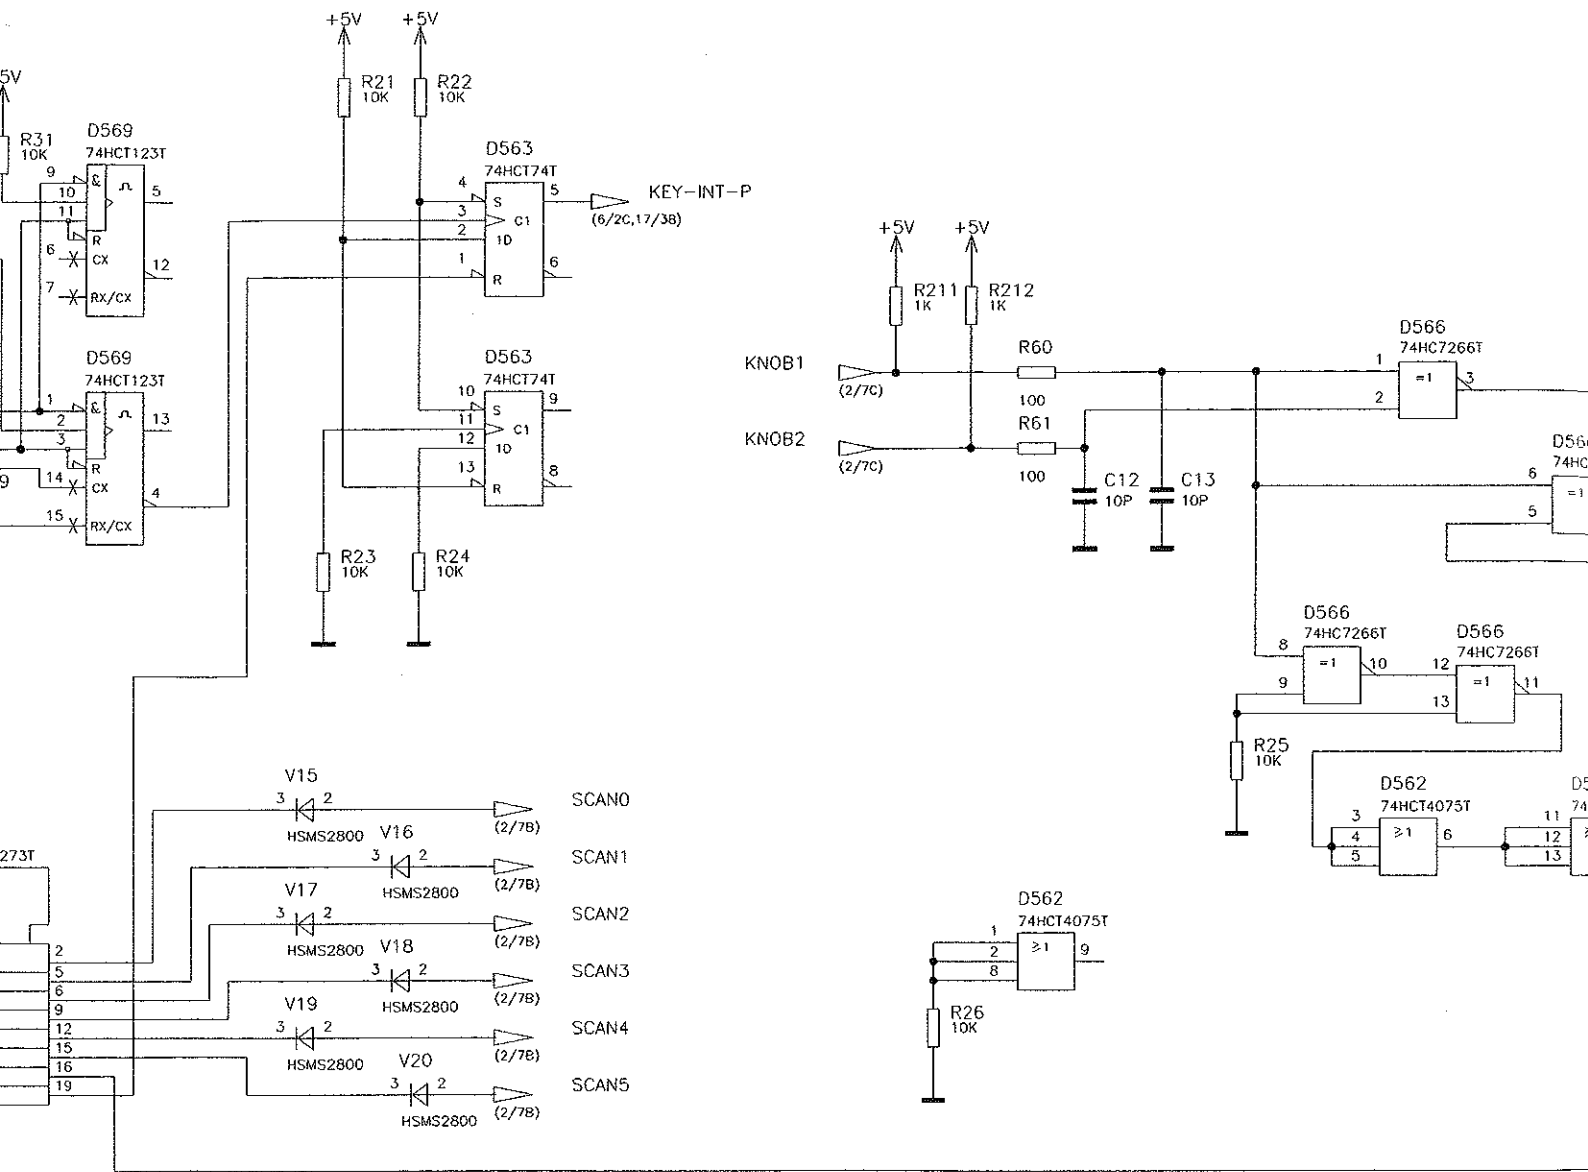 +5V
+5V
5V
R21
10K
R22
10K
R31
10K
D569
74HCT123T
9
10
11
6
7
&
R
CX
RX/CX
5
12
D563
74HCT74T
4
3
2
1
S
C1
1D
R
5
6
KEY-INT-P
(6/2C,17/3B)
D569
74HCT123T
1
2
3
14
15
&
R
CX
RX/CX
13
4
9
D563
74HCT74T
10
11
12
13
S
C1
1D
R
9
8
R23
10K
R24
10K
+5V
+5V
R211
1K
R212
1K
KNOB1
(2/7C)
R60
100
KNOB2
(2/7C)
R61
100
C12
10P
C13
10P
D566
74HC7266T
1
2
=1
3
D566
74HC
6
5
=1
D566
74HC7266T
8
9
=1
10
D566
74HC7266T
12
13
=1
11
R25
10K
D562
74HCT4075T
3
4
5
≥1
6
D5
74
11
12
13
≥
D562
74HCT4075T
1
2
8
≥1
9
R26
10K
273T
2
5
6
9
12
15
16
19
V15
3
2
HSMS2800
SCAN0
(2/7B)
V16
3
2
HSMS2800
SCAN1
(2/7B)
V17
3
2
HSMS2800
SCAN2
(2/7B)
V18
3
2
HSMS2800
SCAN3
(2/7B)
V19
3
2
HSMS2800
SCAN4
(2/7B)
V20
3
2
HSMS2800
SCAN5
(2/7B)